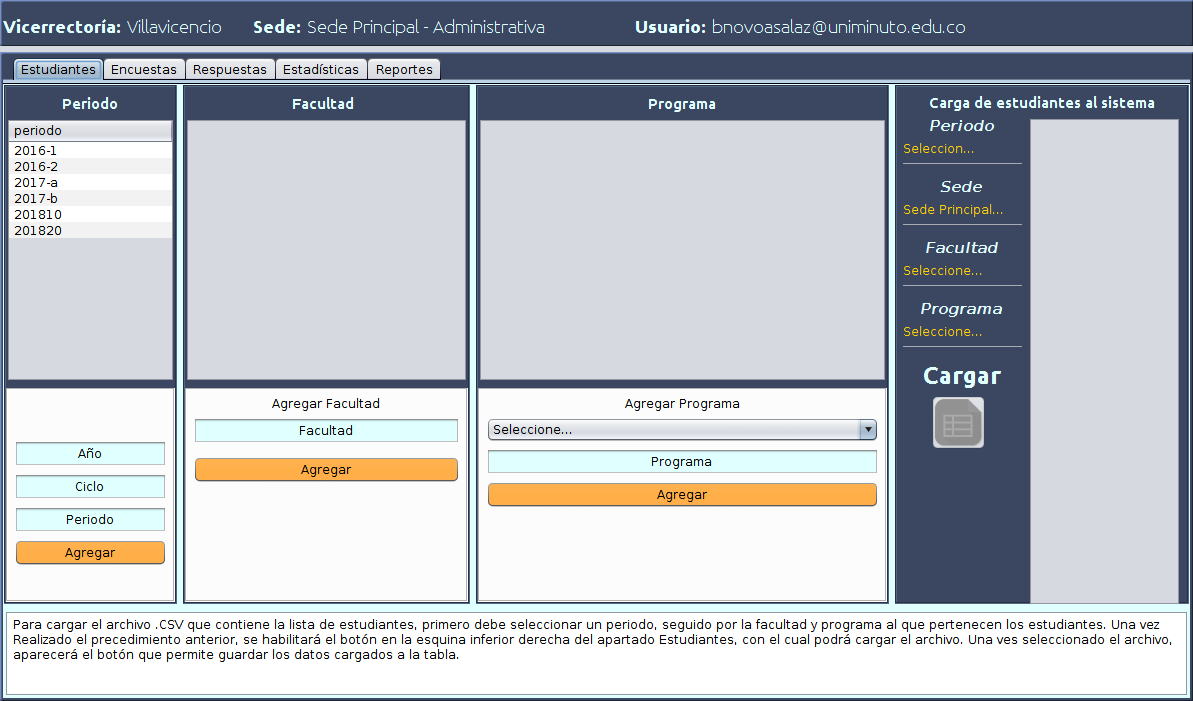 Vicerrectoría: Villavicencio Sede: Sede Principal - Administrativa Usuario: bnovoasalaz@uniminuto.edu.co
Estudiantes Encuestas Respuestas Estadísticas Reportes
Periodo
periodo
2016-1
2016-2
2017-a
2017-b
201810
201820
Año
Ciclo
Periodo
Agregar
Facultad
Agregar Facultad
Facultad
Agregar
Programa
Agregar Programa
Seleccione...
Programa
Agregar
Carga de estudiantes al sistema
Periodo
Seleccion...
Sede
Sede Principal...
Facultad
Seleccione...
Programa
Seleccione...
Cargar
Para cargar el archivo .CSV que contiene la lista de estudiantes, primero debe seleccionar un periodo, seguido por la facultad y programa al que pertenecen los estudiantes. Una vez
Realizado el precedimiento anterior, se habilitará el botón en la esquina inferior derecha del apartado Estudiantes, con el cual podrá cargar el archivo. Una ves seleccionado el archivo,
aparecerá el botón que permite guardar los datos cargados a la tabla.